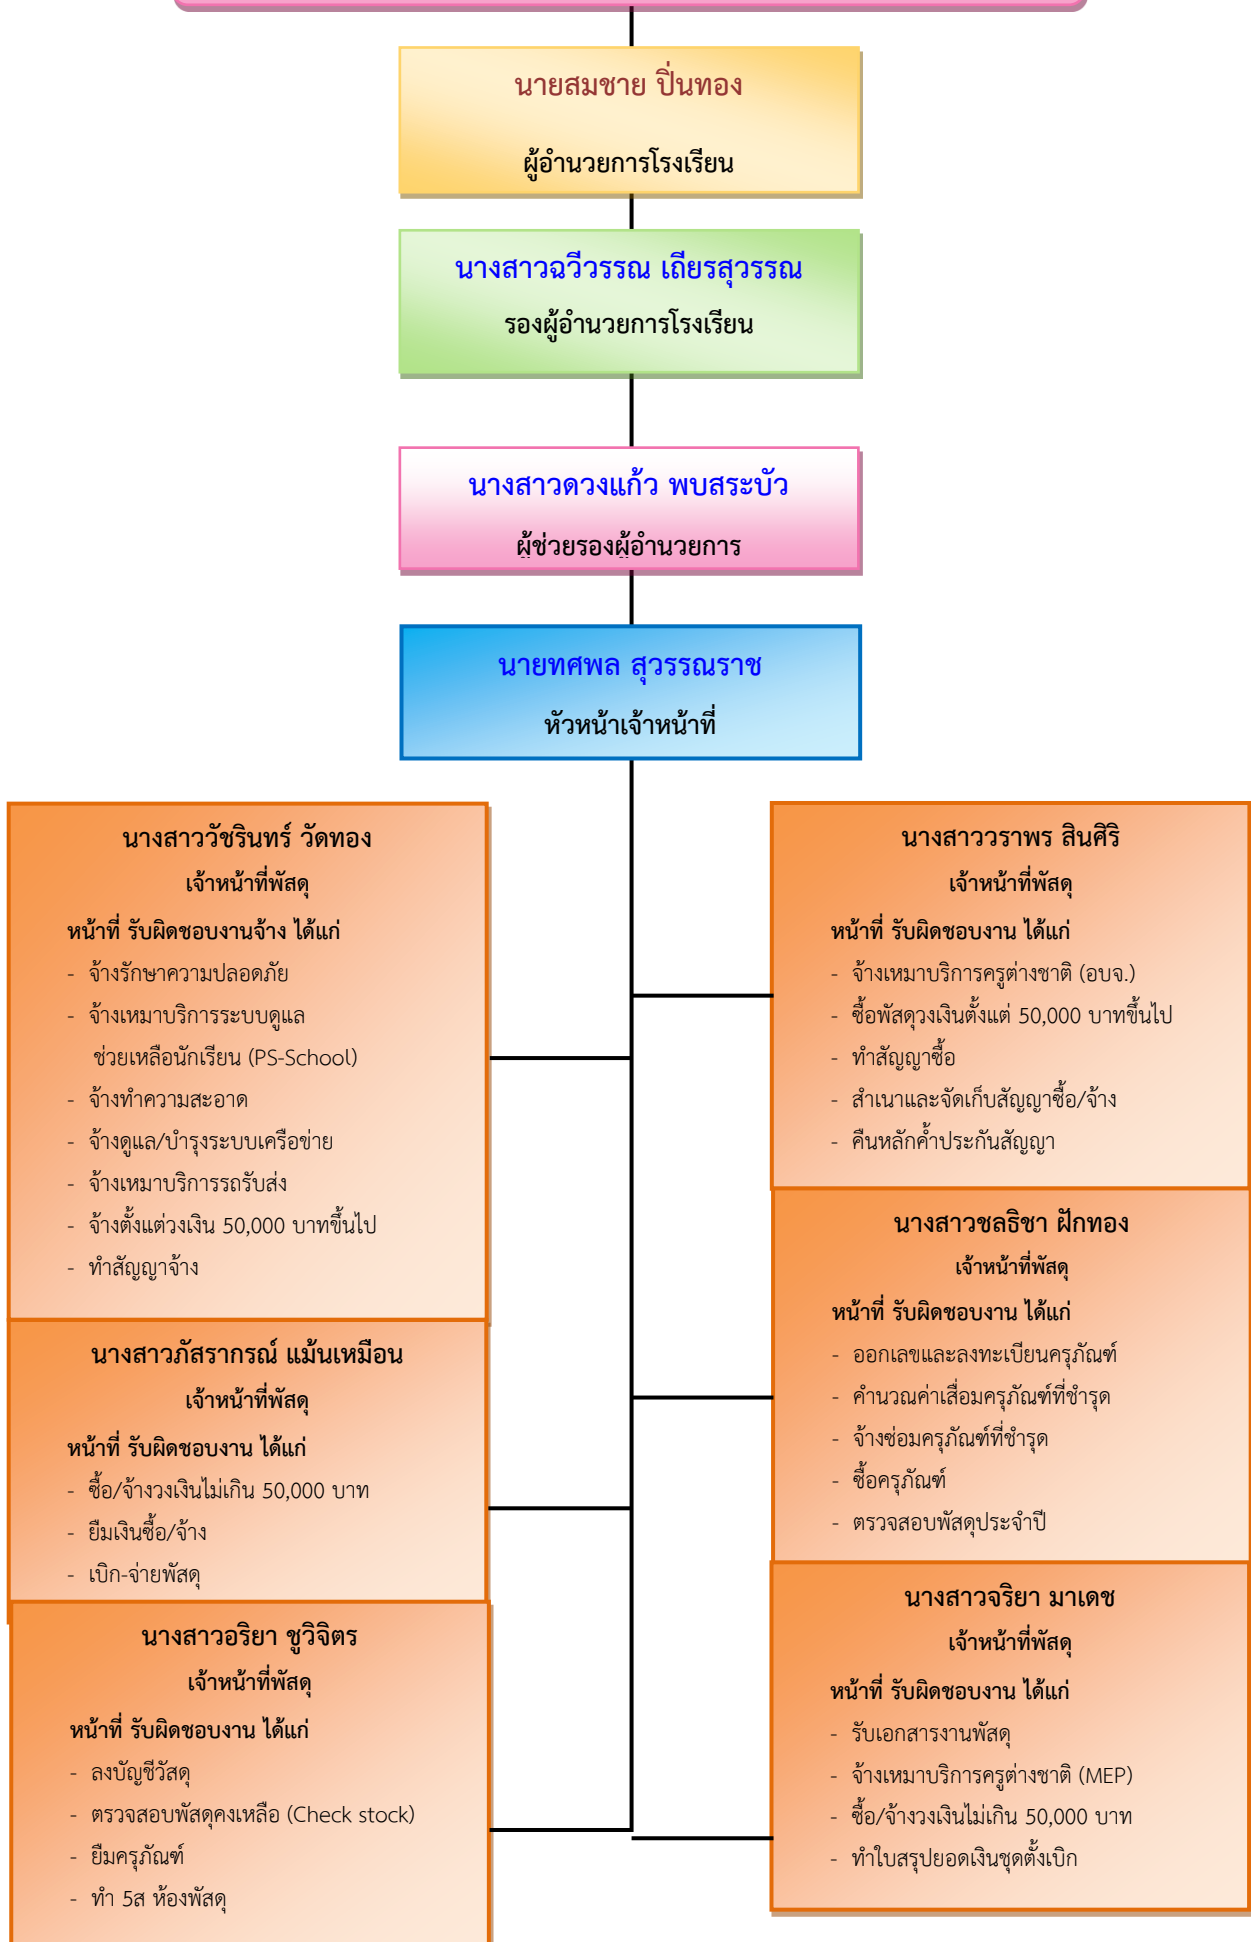 นายสมชาย ปิ่นทอง
ผู้อำนวยการโรงเรียน
นางสาวฉวีวรรณ เถียรสุวรรณ
รองผู้อำนวยการโรงเรียน
นางสาวดวงแก้ว พบสระบัว
ผู้ช่วยรองผู้อำนวยการ
นายทศพล สุวรรณราช
หัวหน้าเจ้าหน้าที่
นางสาววัชรินทร์ วัดทอง
เจ้าหน้าที่พัสดุ
หน้าที่ รับผิดชอบงานจ้าง ได้แก่
- จ้างรักษาความปลอดภัย
- จ้างเหมาบริการระบบดูแล
ช่วยเหลือนักเรียน (PS-School)
- จ้างทำความสะอาด
- จ้างดูแล/บำรุงระบบเครือข่าย
- จ้างเหมาบริการรถรับส่ง
- จ้างตั้งแต่วงเงิน 50,000 บาทขึ้นไป
- ทำสัญญาจ้าง
นางสาวภัสรากรณ์ แม้นเหมือน
เจ้าหน้าที่พัสดุ
หน้าที่ รับผิดชอบงาน ได้แก่
- ซื้อ/จ้างวงเงินไม่เกิน 50,000 บาท
- ยืมเงินซื้อ/จ้าง
- เบิก-จ่ายพัสดุ
นางสาวอริยา ชูวิจิตร
เจ้าหน้าที่พัสดุ
หน้าที่ รับผิดชอบงาน ได้แก่
- ลงบัญชีวัสดุ
- ตรวจสอบพัสดุคงเหลือ (Check stock)
- ยืมครุภัณฑ์
- ทำ 5ส ห้องพัสดุ
นางสาววราพร สินศิริ
เจ้าหน้าที่พัสดุ
หน้าที่ รับผิดชอบงาน ได้แก่
- จ้างเหมาบริการครูต่างชาติ (อบจ.)
- ซื้อพัสดุวงเงินตั้งแต่ 50,000 บาทขึ้นไป
- ทำสัญญาซื้อ
- สำเนาและจัดเก็บสัญญาซื้อ/จ้าง
- คืนหลักค้ำประกันสัญญา
นางสาวชลธิชา ฝักทอง
เจ้าหน้าที่พัสดุ
หน้าที่ รับผิดชอบงาน ได้แก่
- ออกเลขและลงทะเบียนครุภัณฑ์
- คำนวณค่าเสื่อมครุภัณฑ์ที่ชำรุด
- จ้างซ่อมครุภัณฑ์ที่ชำรุด
- ซื้อครุภัณฑ์
- ตรวจสอบพัสดุประจำปี
นางสาวจริยา มาเดช
เจ้าหน้าที่พัสดุ
หน้าที่ รับผิดชอบงาน ได้แก่
- รับเอกสารงานพัสดุ
- จ้างเหมาบริการครูต่างชาติ (MEP)
- ซื้อ/จ้างวงเงินไม่เกิน 50,000 บาท
- ทำใบสรุปยอดเงินชุดตั้งเบิก